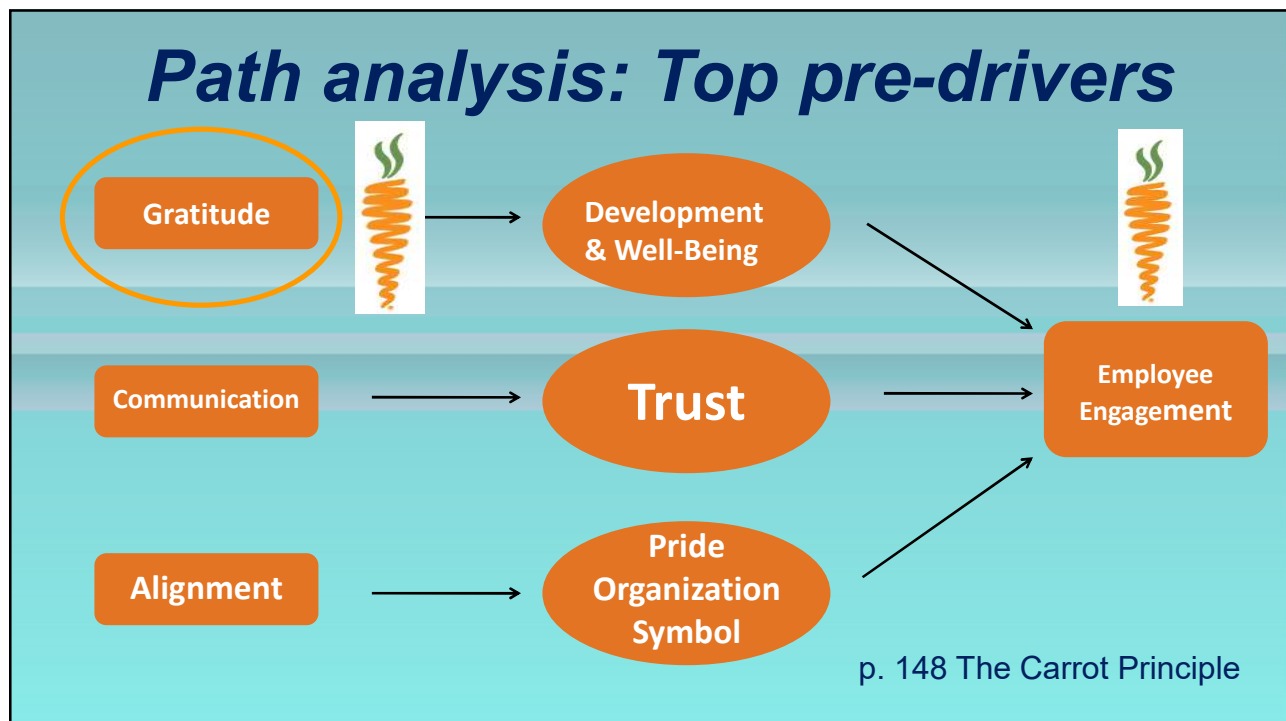 Path analysis: Top pre-drivers
Gratitude
Development
& Well-Being
Communication
Trust
Employee
Engagement
Alignment
Pride
Organization
Symbol
p. 148 The Carrot Principle